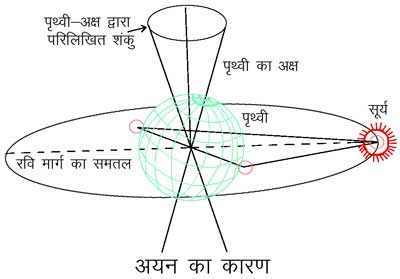 पृथ्वी-अक्ष द्वारा
परिलिखित शंकु
पृथ्वी का अक्ष
पृथ्वी
सूर्य
रवि मार्ग का समतल
अयन का कारण